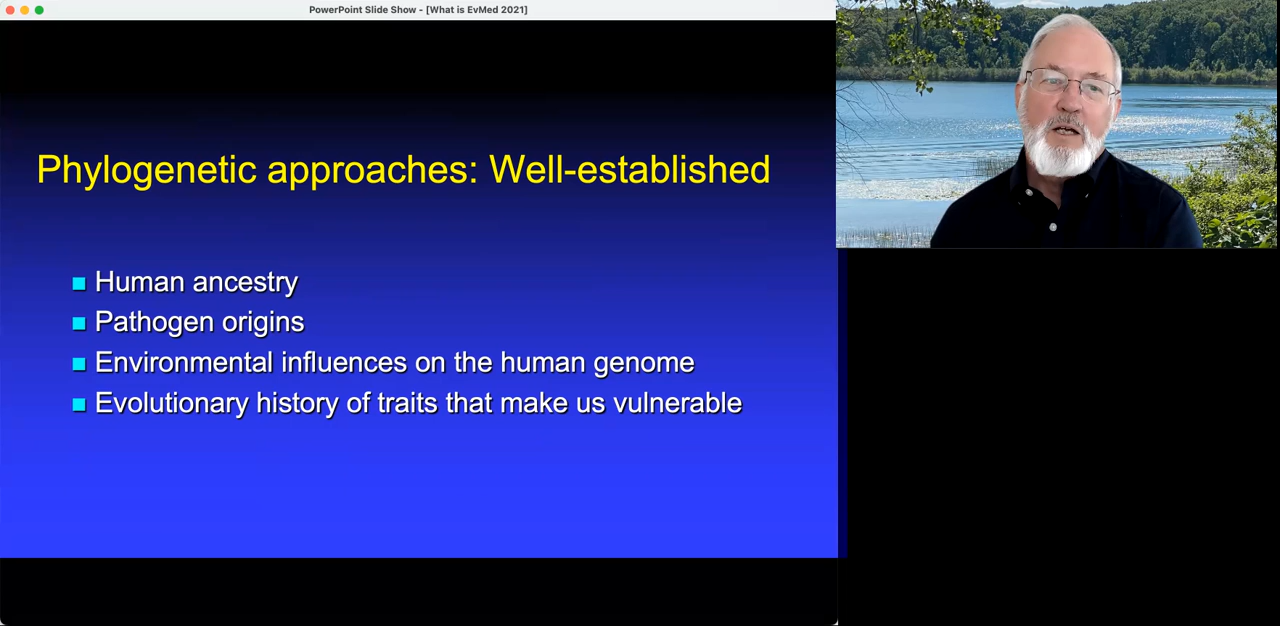 PowerPoint Slide Show - [What is EvMed 2021]
Phylogenetic approaches: Well-established
Human ancestry
Pathogen origins
Environmental influences on the human genome
Evolutionary history of traits that make us vulnerable